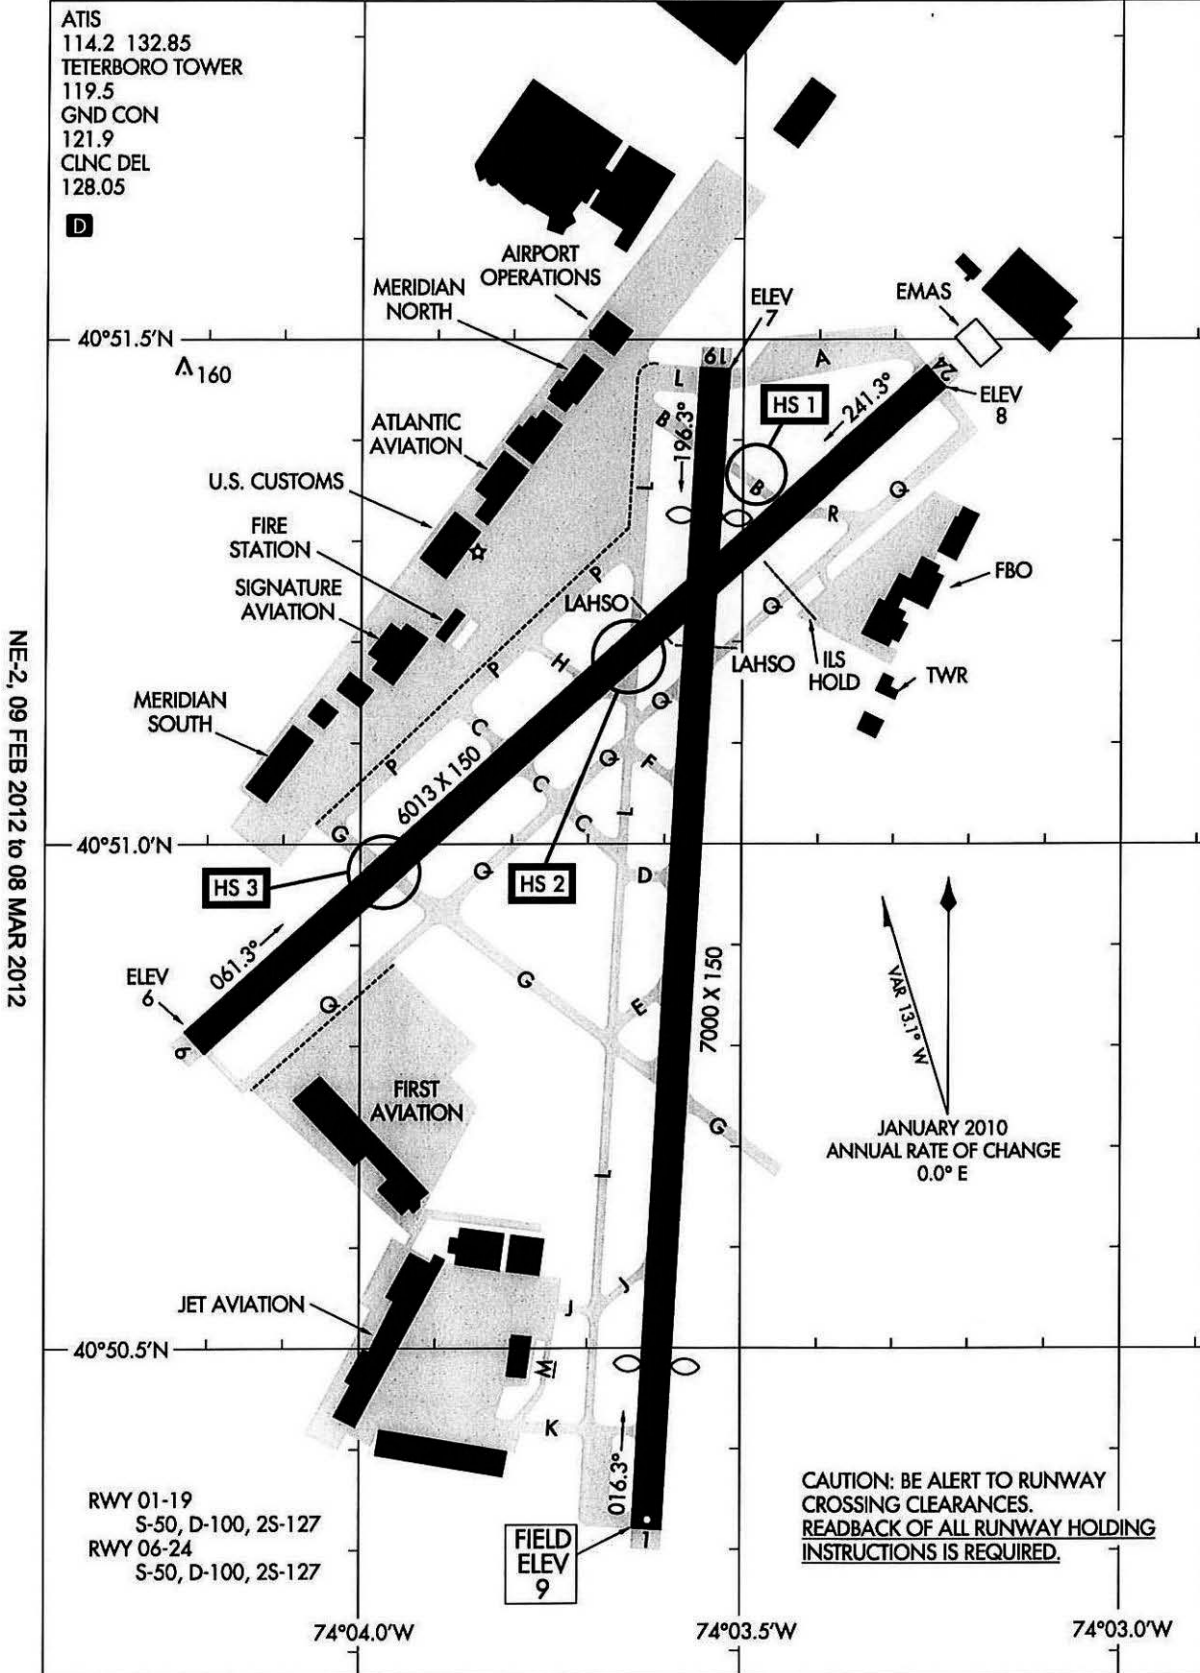 ATIS
114.2 132.85
TETERBORO TOWER
119.5
GND CON
121.9
CLNC DEL
128.05
D
AIRPORT
OPERATIONS
MERIDIAN
NORTH
ELEV
7
EMAS
40°51.5'N
160
19
A
24
L
ELEV
8
HS 1
241.3°
B
196.3°
ATLANTIC
AVIATION
U.S. CUSTOMS
L
B
Q
R
FIRE
STATION
FBO
SIGNATURE
AVIATION
P
LAHSO
Q
H
LAHSO
ILS
HOLD
TWR
P
Q
MERIDIAN
SOUTH
C
P
Q
F
C
6013 X 150
L
C
G
40°51.0'N
Q
D
HS 3
HS 2
061.3°
ELEV
6
Q
G
E
7000 X 150
VAR 13.1° W
6
FIRST
AVIATION
G
JANUARY 2010
ANNUAL RATE OF CHANGE
0.0° E
L
J
J
JET AVIATION
40°50.5'N
M
K
016.3°
RWY 01-19
S-50, D-100, 2S-127
RWY 06-24
S-50, D-100, 2S-127
1
FIELD
ELEV
9
CAUTION: BE ALERT TO RUNWAY
CROSSING CLEARANCES.
READBACK OF ALL RUNWAY HOLDING
INSTRUCTIONS IS REQUIRED.
74°04.0'W
74°03.5'W
74°03.0'W
NE-2, 09 FEB 2012 to 08 MAR 2012